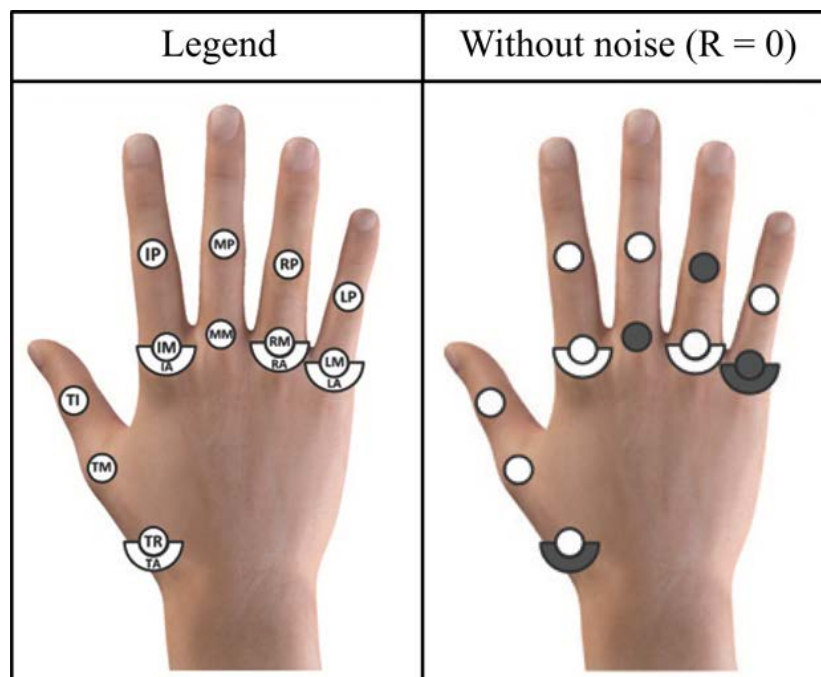 Legend
Without noise (R = 0)
IP
MP
RP
LP
IM
MM
RM
LM
IA
RA
LA
TI
TM
TR
TA